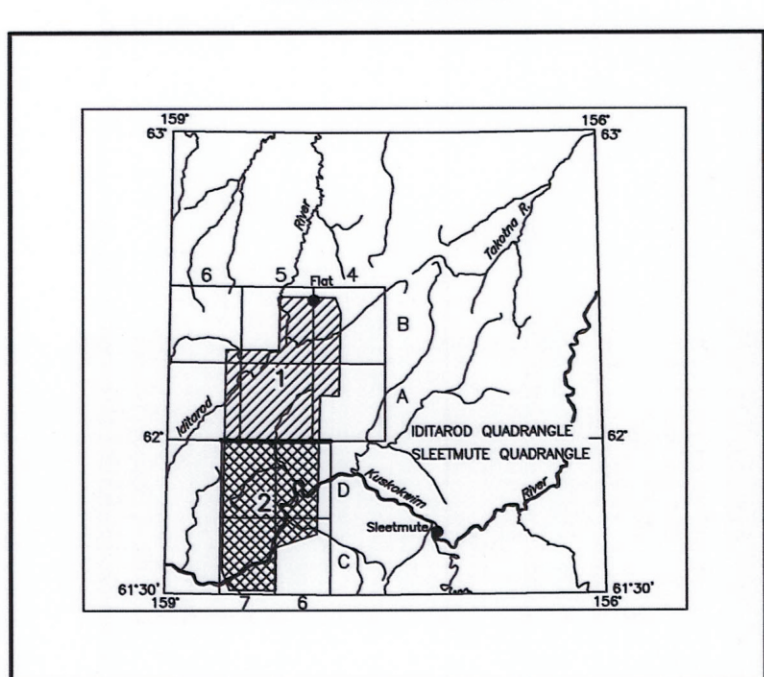 159°
156°
63°
63°
River
Takotna R.
6
5
4
Flat
B
1
A
Iditarod
IDITAROD QUADRANGLE
62°
62°
SLEETMUTE QUADRANGLE
Kuskokwim
D
River
2
Sleetmute
C
61°30'
61°30'
159°
7
6
156°